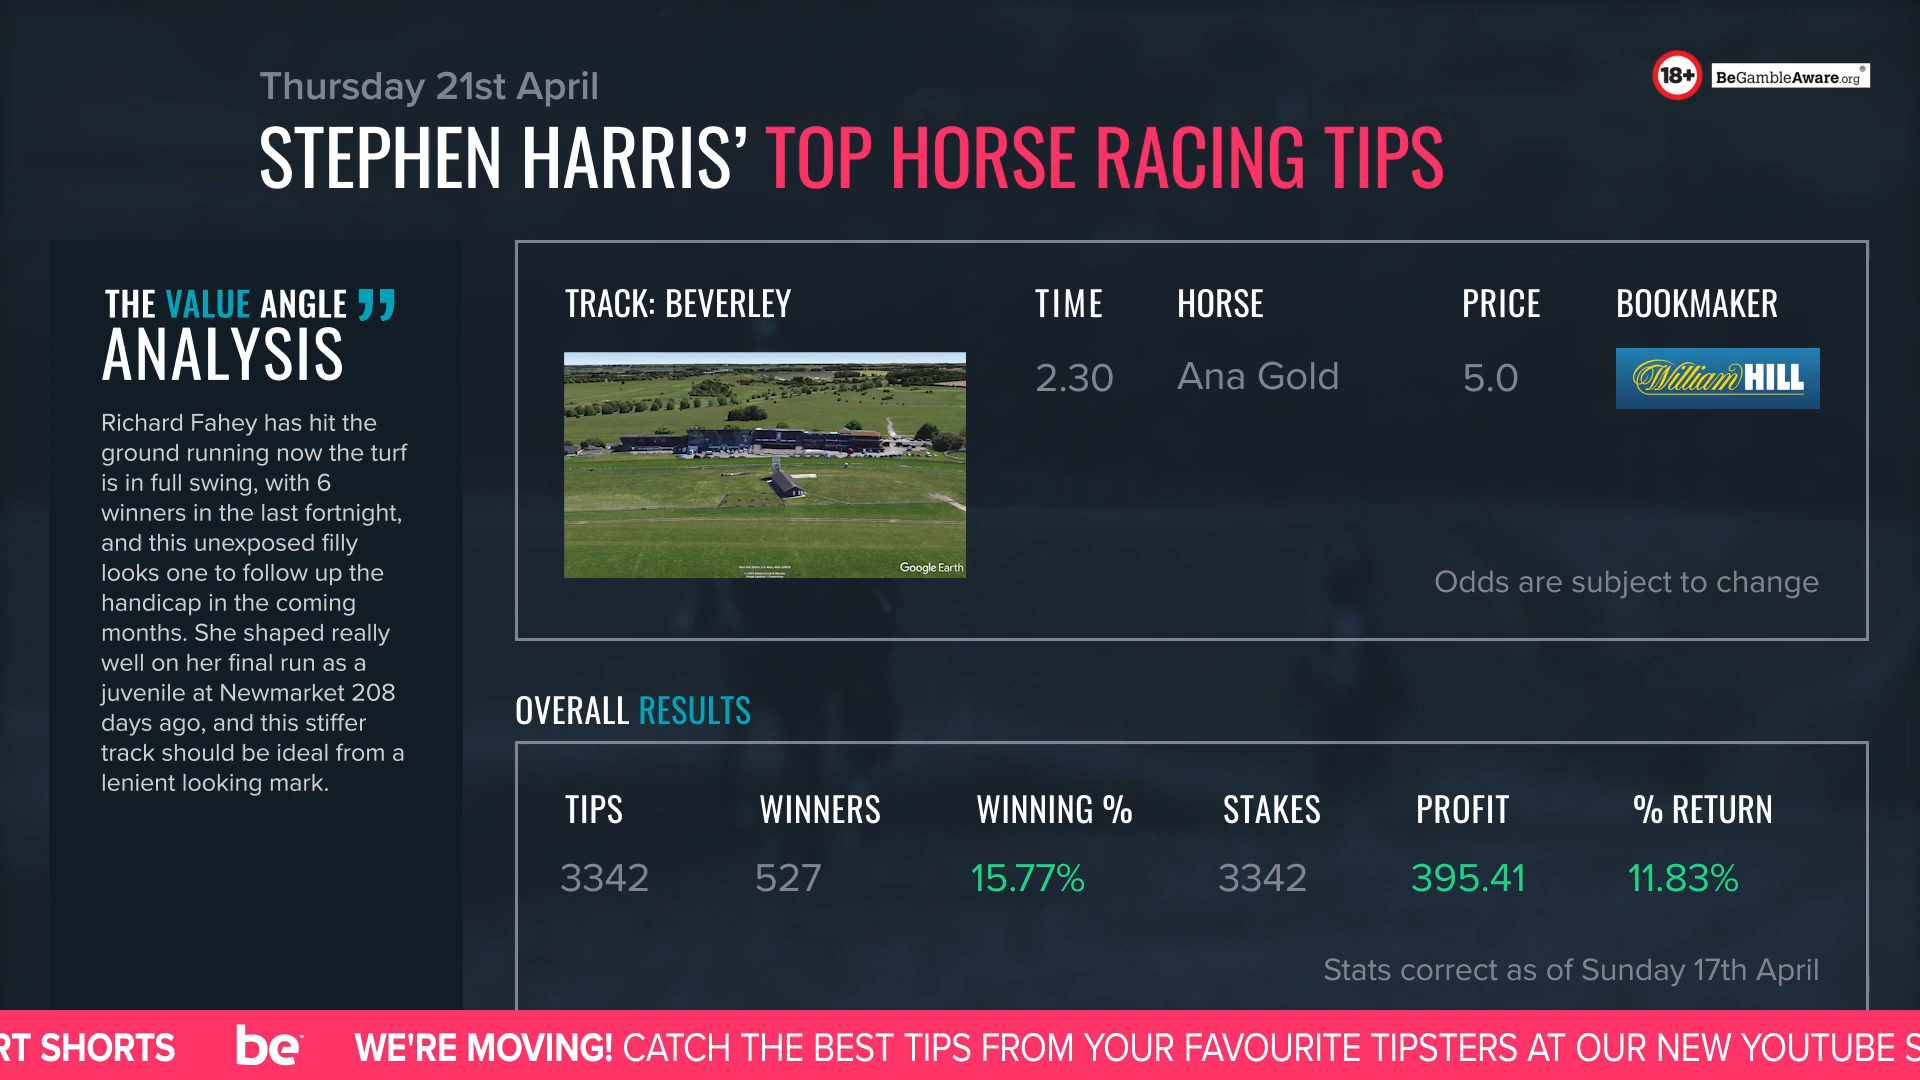 Thursday 21st April
STEPHEN HARRIS’ TOP HORSE RACING TIPS
18+
BeGambleAware.org®
THE VALUE ANGLE ”
ANALYSIS
Richard Fahey has hit the
ground running now the turf
is in full swing, with 6
winners in the last fortnight,
and this unexposed filly
looks one to follow up the
handicap in the coming
months. She shaped really
well on her final run as a
juvenile at Newmarket 208
days ago, and this stiffer
track should be ideal from a
lenient looking mark.
TRACK: BEVERLEY
TIME HORSE PRICE BOOKMAKER
2.30 Ana Gold 5.0 William HILL
Google Earth
Odds are subject to change
OVERALL RESULTS
TIPS WINNERS WINNING % STAKES PROFIT % RETURN
3342 527 15.77% 3342 395.41 11.83%
Stats correct as of Sunday 17th April
RT SHORTS be WE'RE MOVING! CATCH THE BEST TIPS FROM YOUR FAVOURITE TIPSTERS AT OUR NEW YOUTUBE S